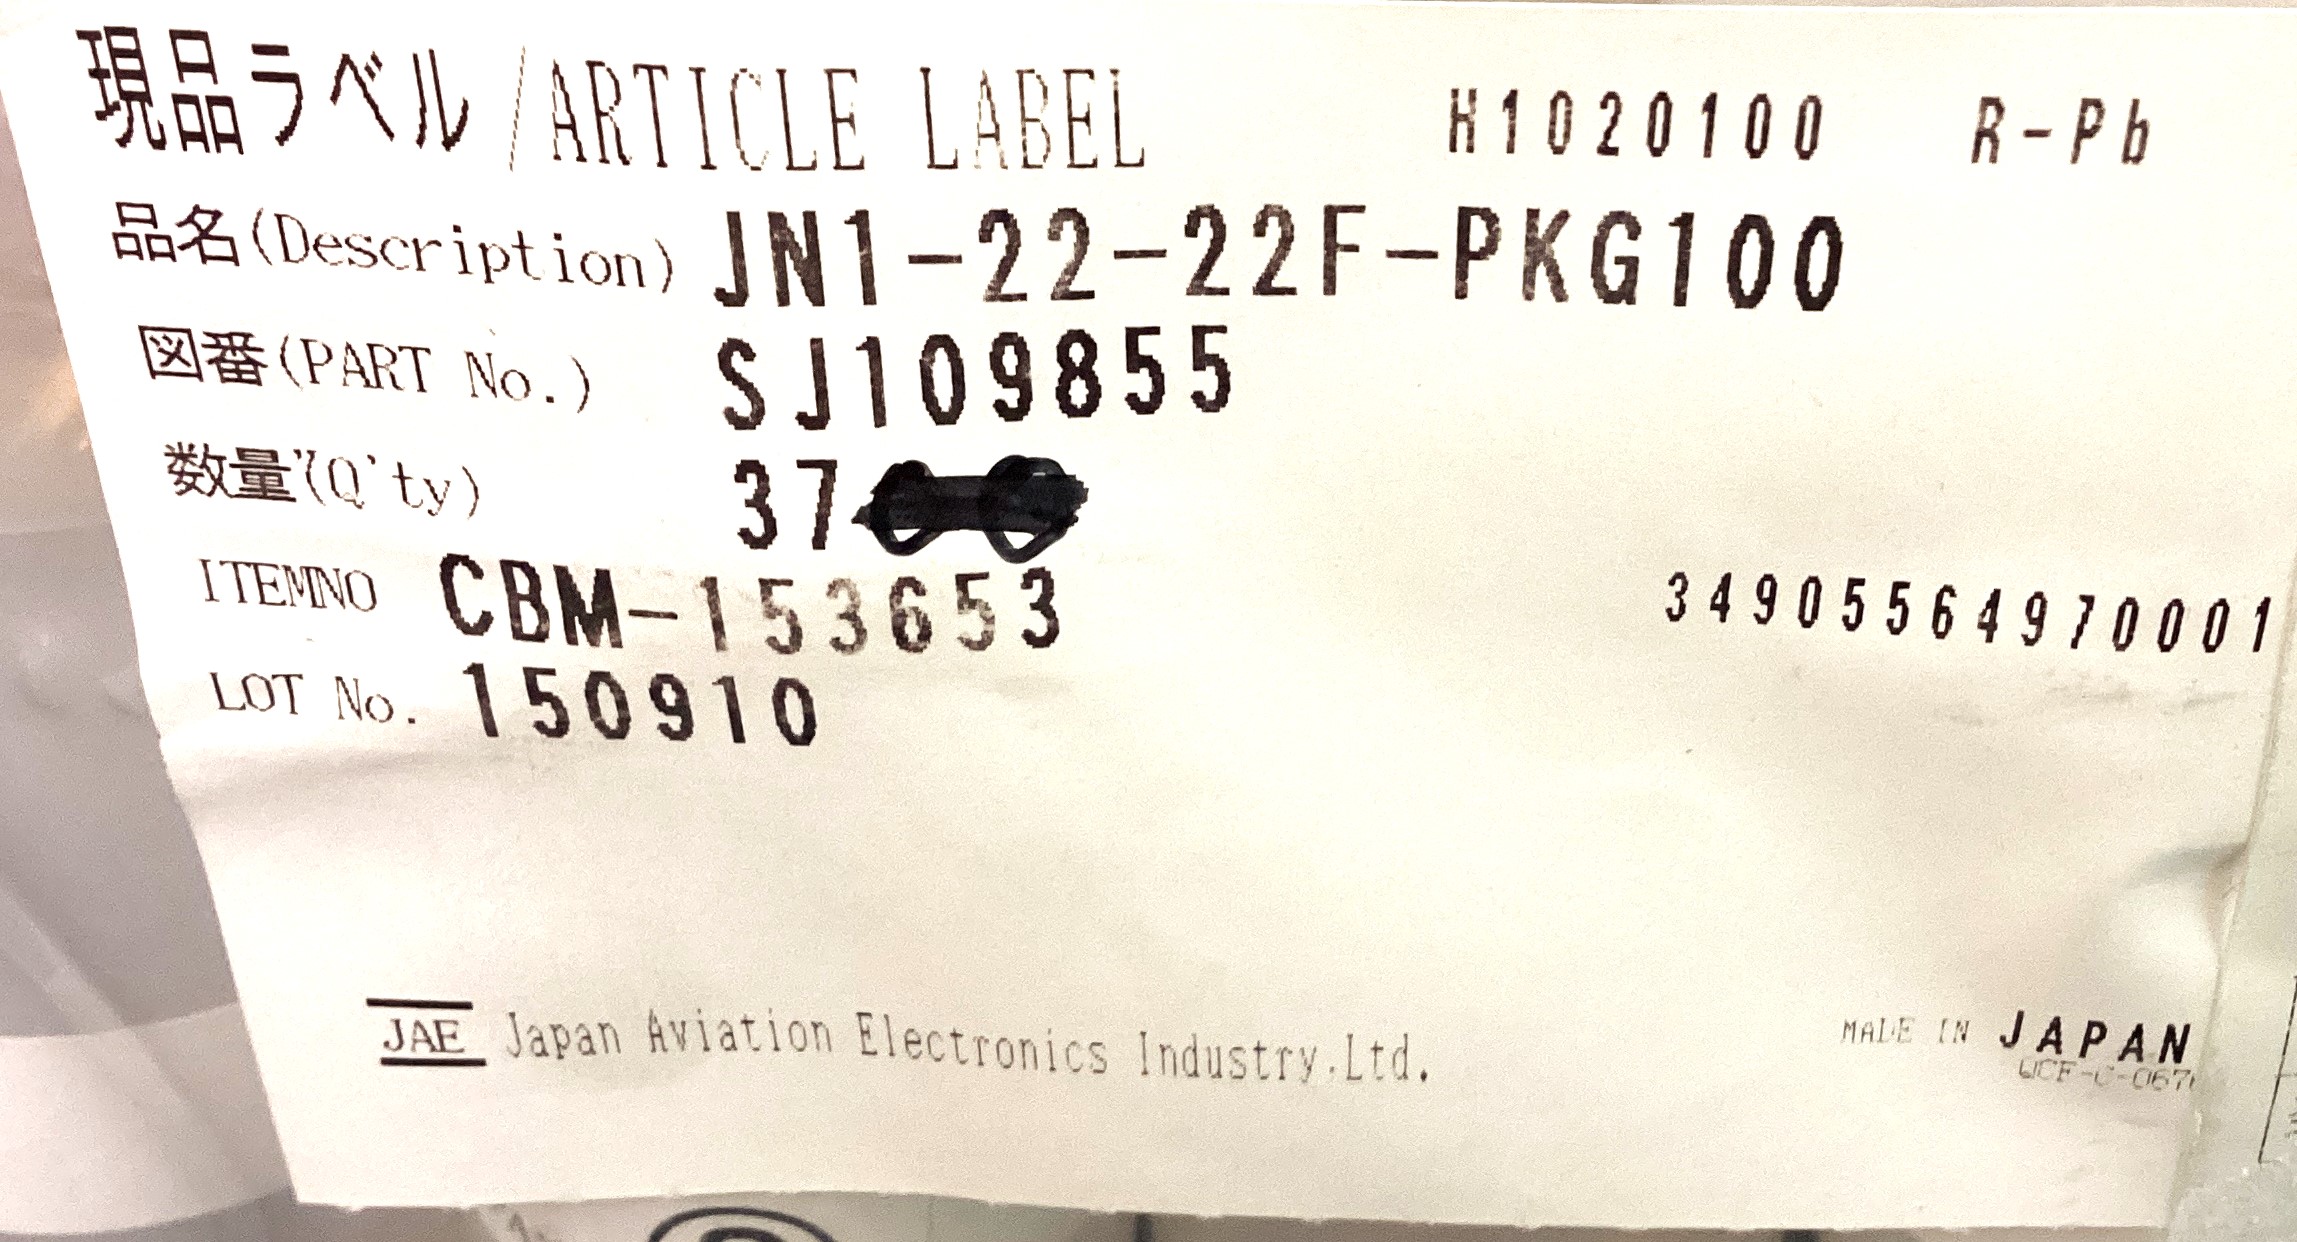 現品ラベル/ARTICLE LABEL H1020100 R-Pb
品名(Description) JN1-22-22F-PKG100
図番(PART No.) SJ109855
数量(Q'ty) 37
ITEMNO CBM-153653 34905564970001
LOT No. 150910
JAE Japan Aviation Electronics Industry,Ltd. MADE IN JAPAN